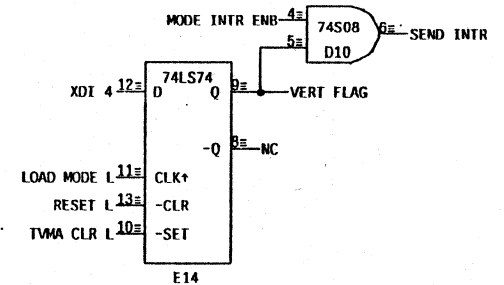 MODE INTR ENB 4
74S08
6 SEND INTR
5
D10
74LS74
XDI 4 12 D Q 9 VERT FLAG
-Q 8 NC
LOAD MODE L 11 CLK↑
RESET L 13 -CLR
TVMA CLR L 10 -SET
E14